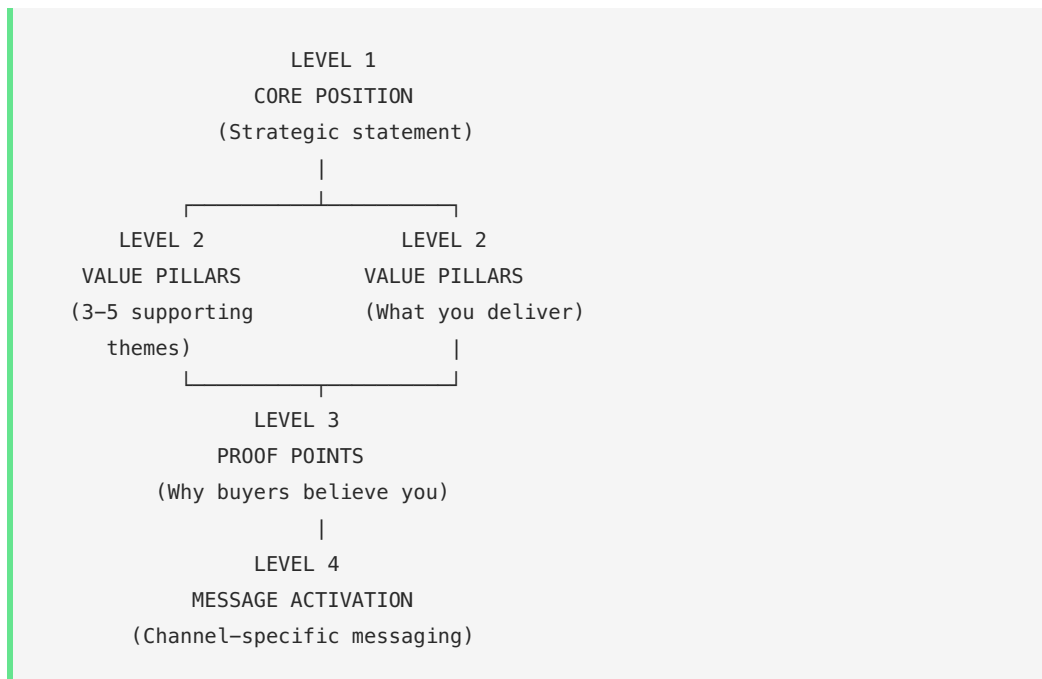 LEVEL 1
CORE POSITION
(Strategic statement)
LEVEL 2 LEVEL 2
VALUE PILLARS VALUE PILLARS
(3–5 supporting (What you deliver)
themes)
LEVEL 3
PROOF POINTS
(Why buyers believe you)
LEVEL 4
MESSAGE ACTIVATION
(Channel–specific messaging)